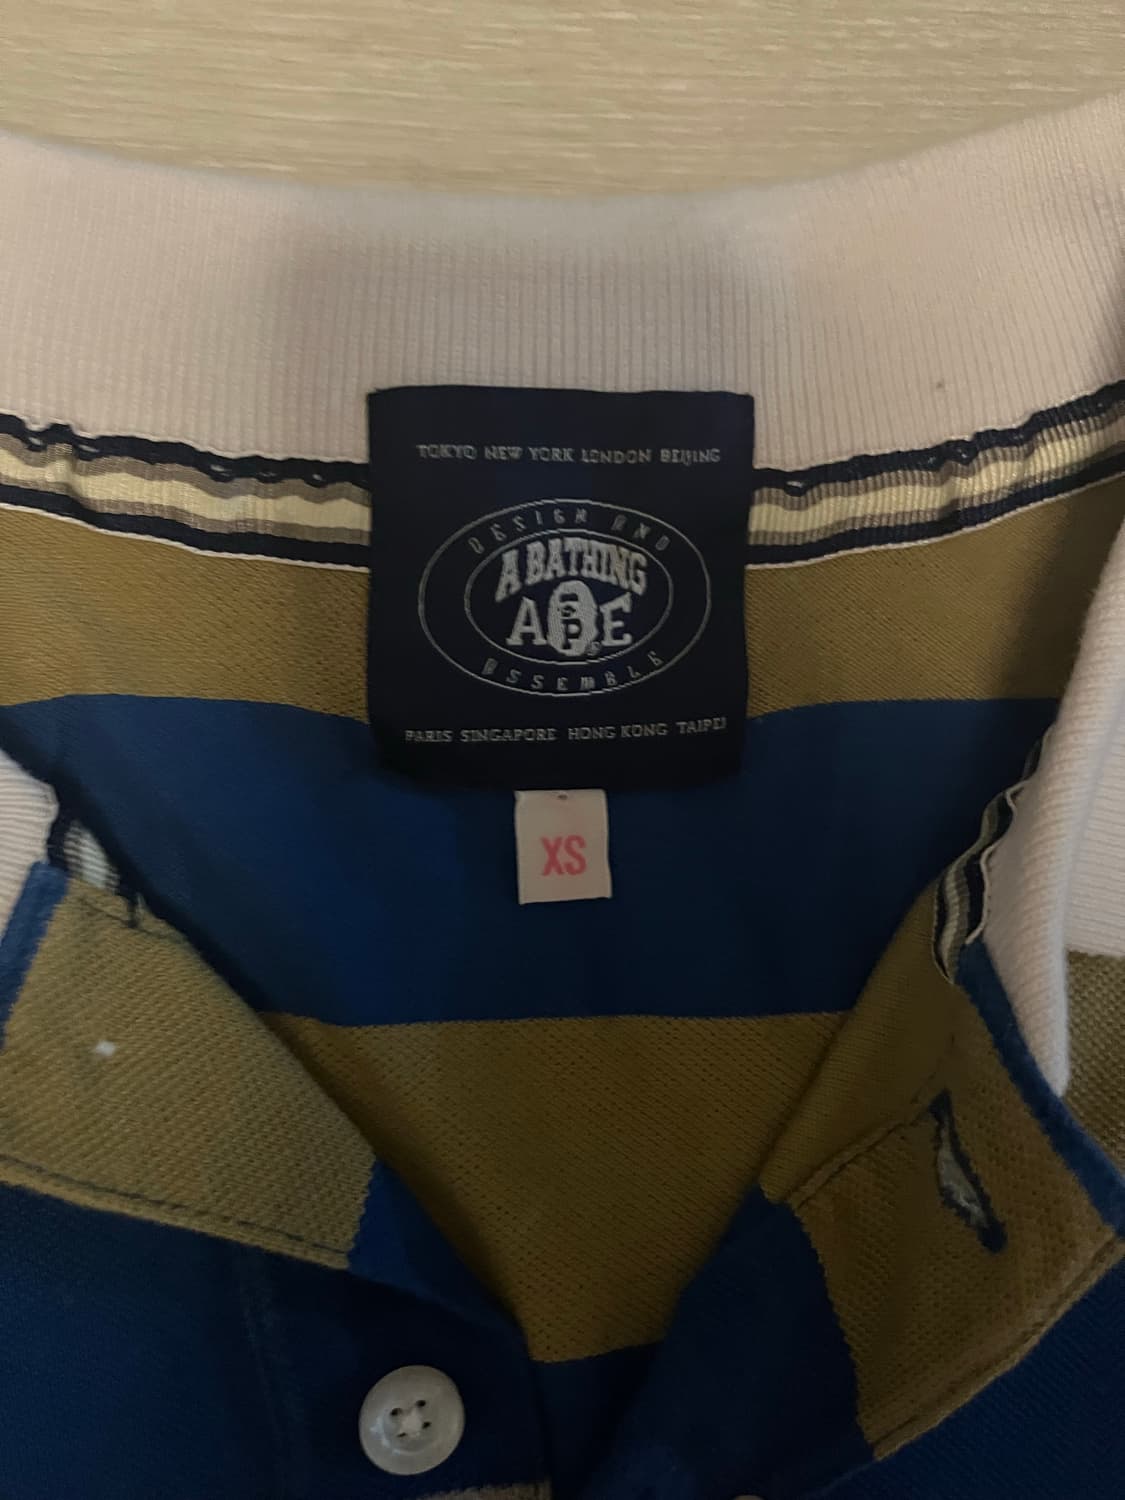 TOKYO NEW YORK LONDON BEIJING
DESIGN AND
A BATHING
APE
ASSEMBLE
PARIS SINGAPORE HONG KONG TAIPEI
XS